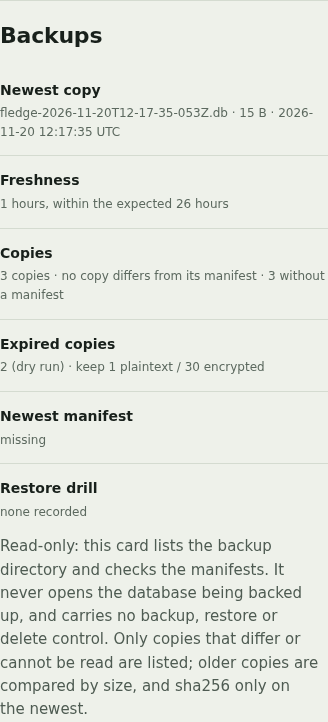 Backups
Newest copy
fledge-2026-11-20T12-17-35-053Z.db · 15 B · 2026-
11-20 12:17:35 UTC
Freshness
1 hours, within the expected 26 hours
Copies
3 copies · no copy differs from its manifest · 3 without
a manifest
Expired copies
2 (dry run) · keep 1 plaintext / 30 encrypted
Newest manifest
missing
Restore drill
none recorded
Read-only: this card lists the backup
directory and checks the manifests. It
never opens the database being backed
up, and carries no backup, restore or
delete control. Only copies that differ or
cannot be read are listed; older copies are
compared by size, and sha256 only on
the newest.